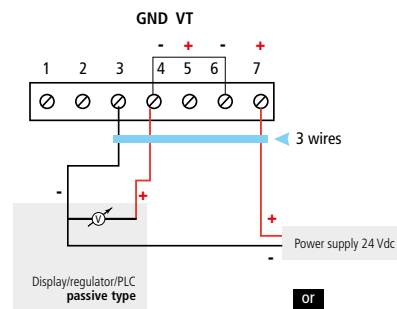 GND VT
- + - +
1 2 3 4 5 6 7
3 wires
-
+
V
+
Power supply 24 Vdc
-
Display/regulator/PLC
passive type
or